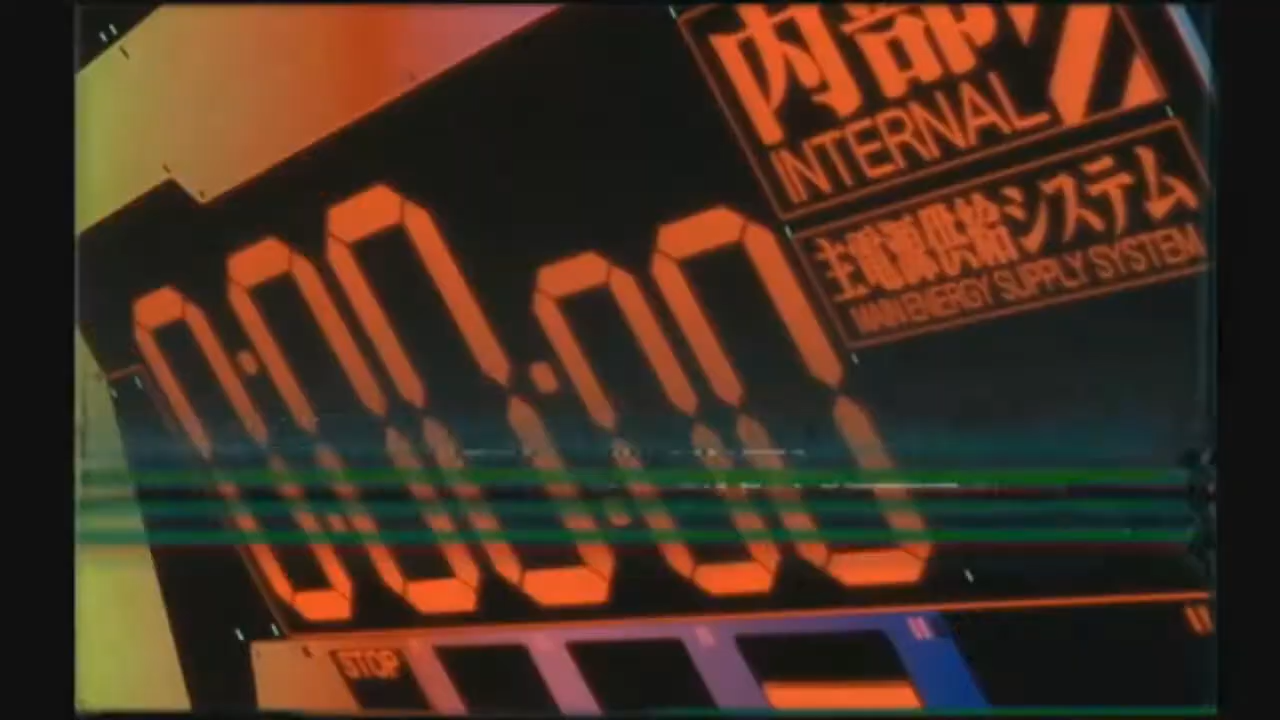 内部
INTERNAL
主電源供給システム
MAIN ENERGY SUPPLY SYSTEM
0:00:00
STOP